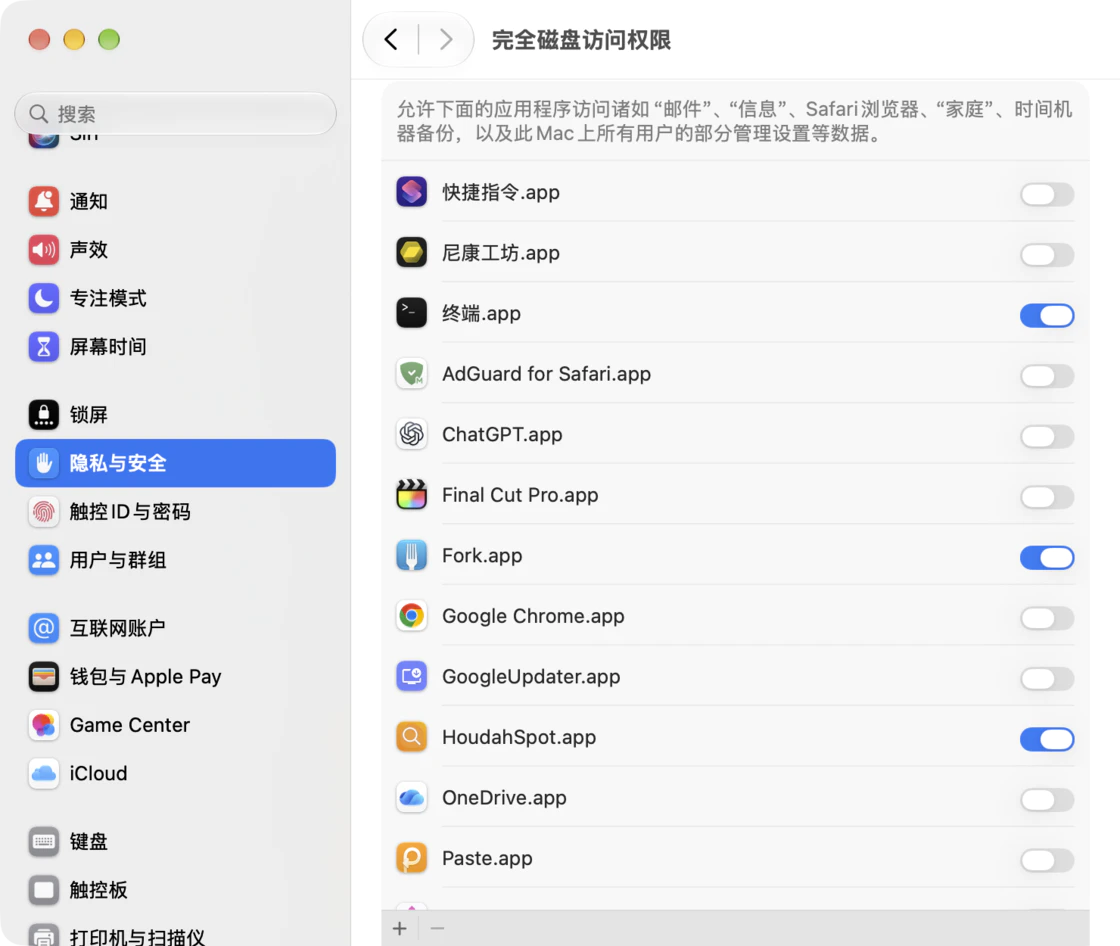 完全磁盘访问权限
搜索
Siri
通知
声效
专注模式
屏幕时间
锁屏
隐私与安全
触控ID与密码
用户与群组
互联网账户
钱包与Apple Pay
Game Center
iCloud
键盘
触控板
打印机与扫描仪
允许下面的应用程序访问诸如“邮件”、“信息”、Safari浏览器、“家庭”、时间机
器备份，以及此Mac上所有用户的部分管理设置等数据。
快捷指令.app
尼康工坊.app
终端.app
AdGuard for Safari.app
ChatGPT.app
Final Cut Pro.app
Fork.app
Google Chrome.app
GoogleUpdater.app
HoudahSpot.app
OneDrive.app
Paste.app